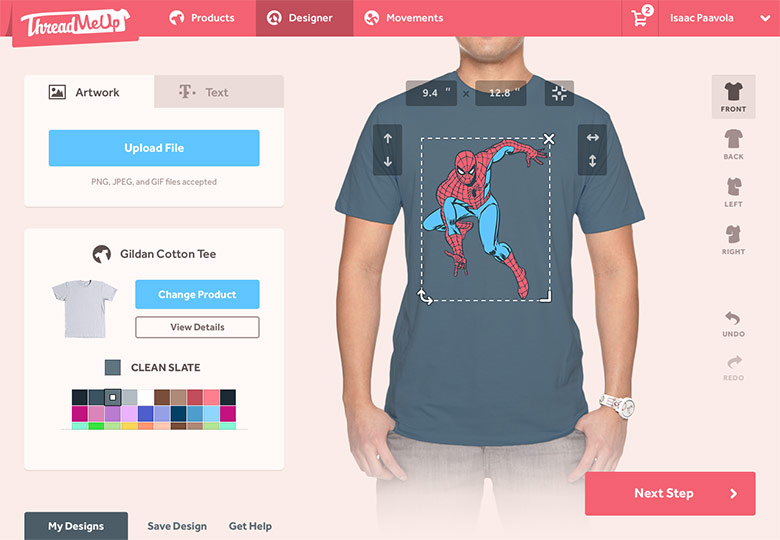 ThreadMeUp
Products
Designer
Movements
2
Isaac Paavola
Artwork
T Text
Upload File
PNG, JPEG, and GIF files accepted
Gildan Cotton Tee
Change Product
View Details
CLEAN SLATE
My Designs
Save Design
Get Help
9.4 " × 12.8 "
FRONT
BACK
LEFT
RIGHT
UNDO
REDO
Next Step